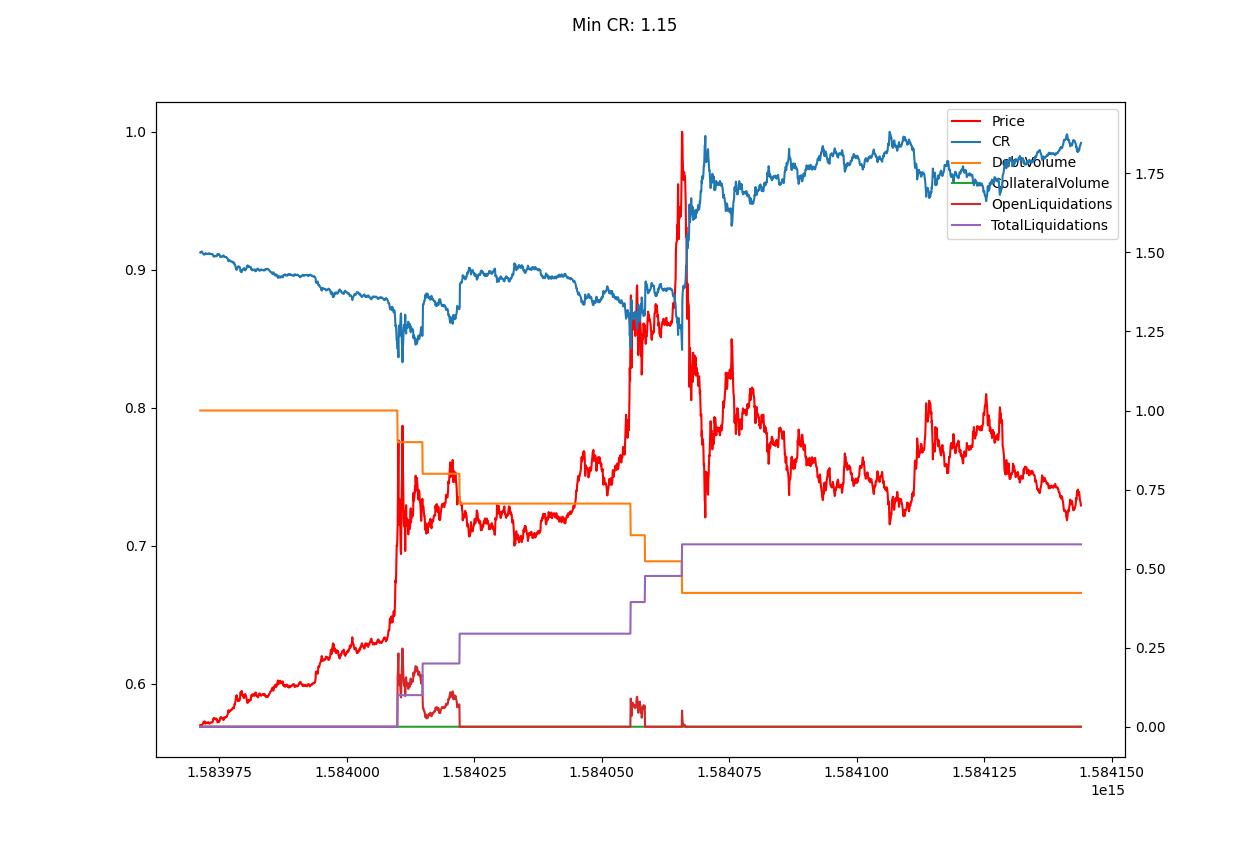 Min CR: 1.15
1.0
0.9
0.8
0.7
0.6
Price
CR
DebtVolume
CollateralVolume
OpenLiquidations
TotalLiquidations
1.75
1.50
1.25
1.00
0.75
0.50
0.25
0.00
1.583975 1.584000 1.584025 1.584050 1.584075 1.584100 1.584125 1.584150
1e15